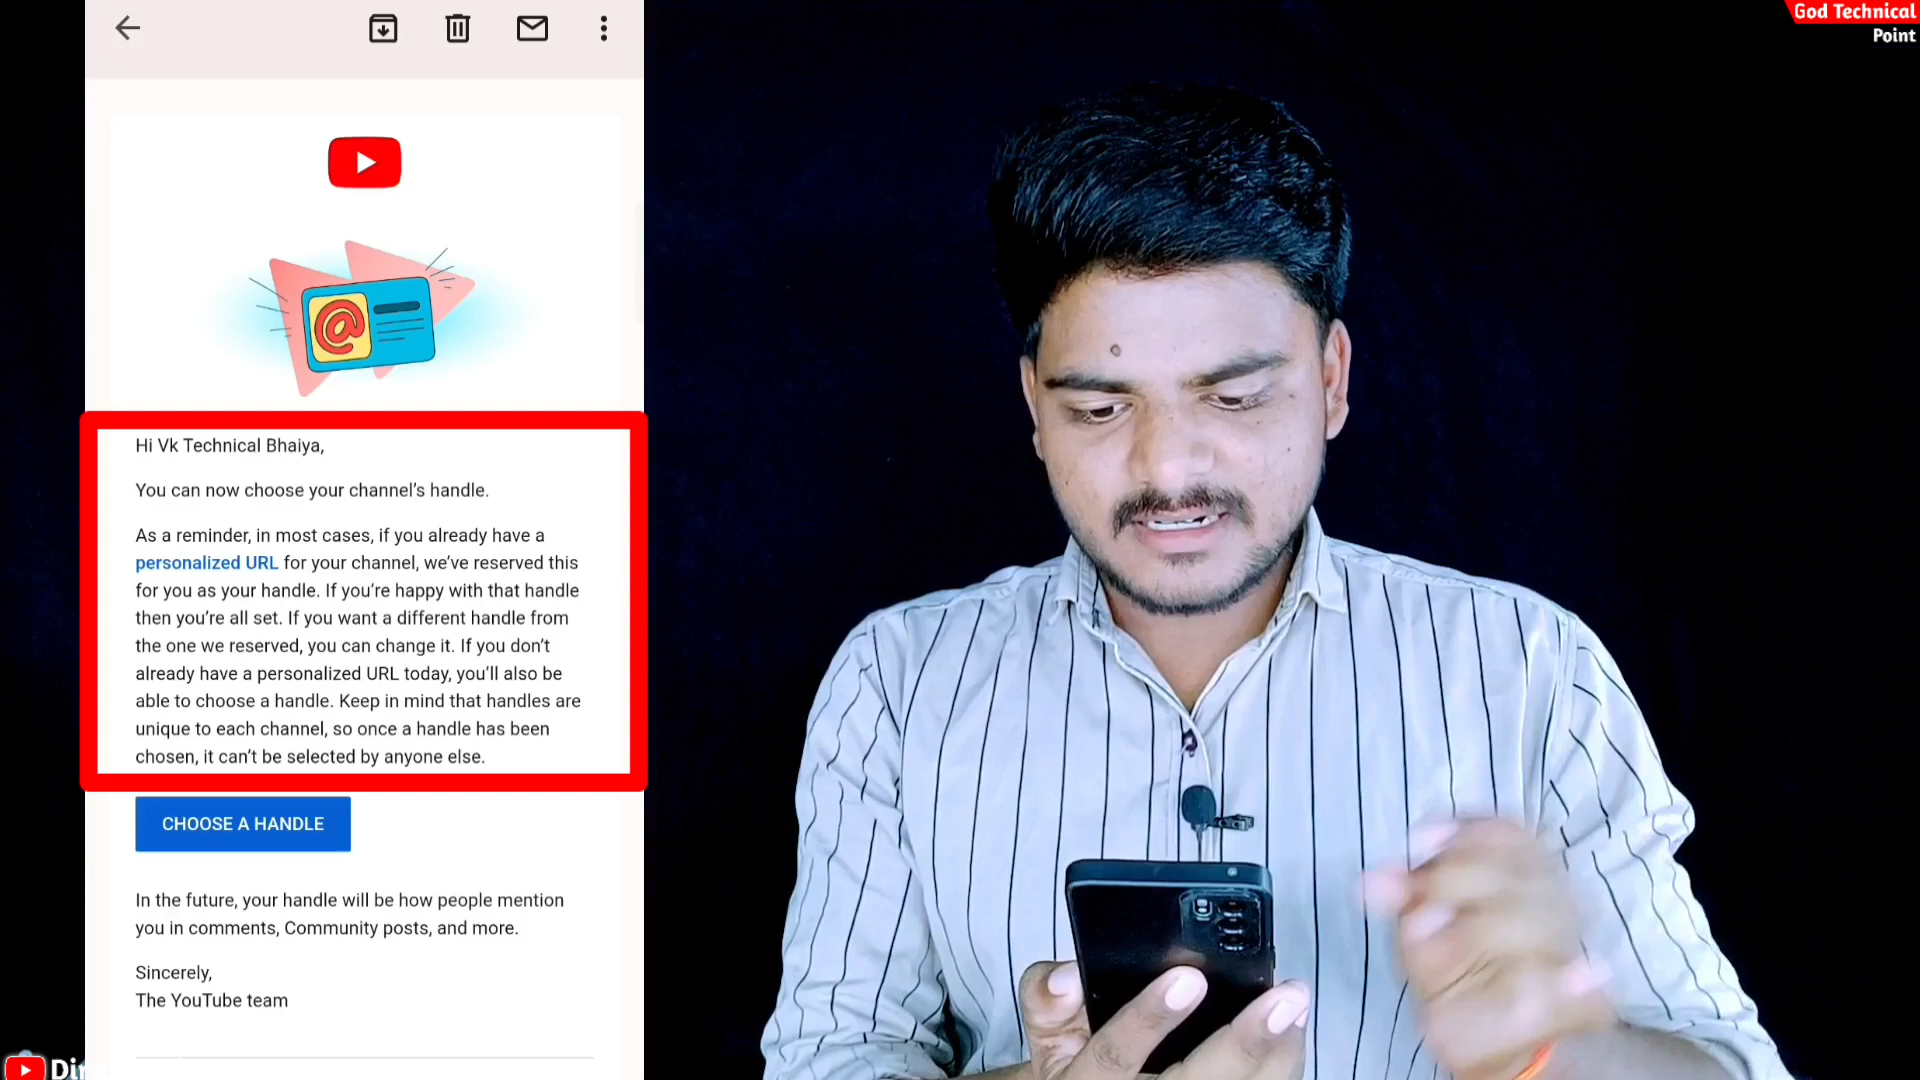 God Technical
Point
Hi Vk Technical Bhaiya,
You can now choose your channel’s handle.
As a reminder, in most cases, if you already have a
personalized URL for your channel, we’ve reserved this
for you as your handle. If you’re happy with that handle
then you’re all set. If you want a different handle from
the one we reserved, you can change it. If you don’t
already have a personalized URL today, you’ll also be
able to choose a handle. Keep in mind that handles are
unique to each channel, so once a handle has been
chosen, it can’t be selected by anyone else.
CHOOSE A HANDLE
In the future, your handle will be how people mention
you in comments, Community posts, and more.
Sincerely,
The YouTube team